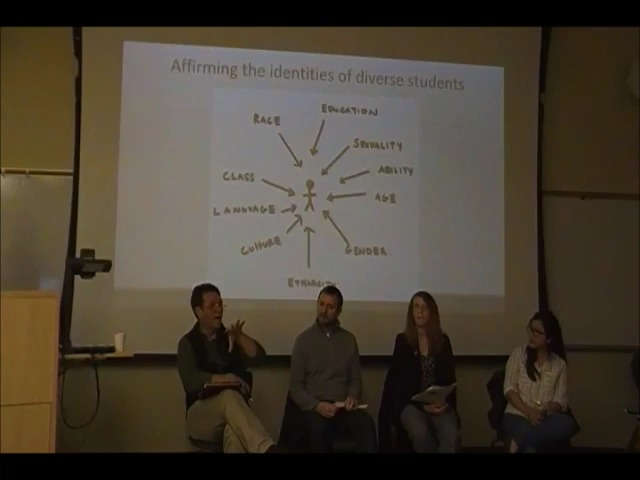 Affirming the identities of diverse students
EDUCATION
RACE
SEXUALITY
ABILITY
CLASS
AGE
LANGUAGE
CULTURE
GENDER
ETHNICITY